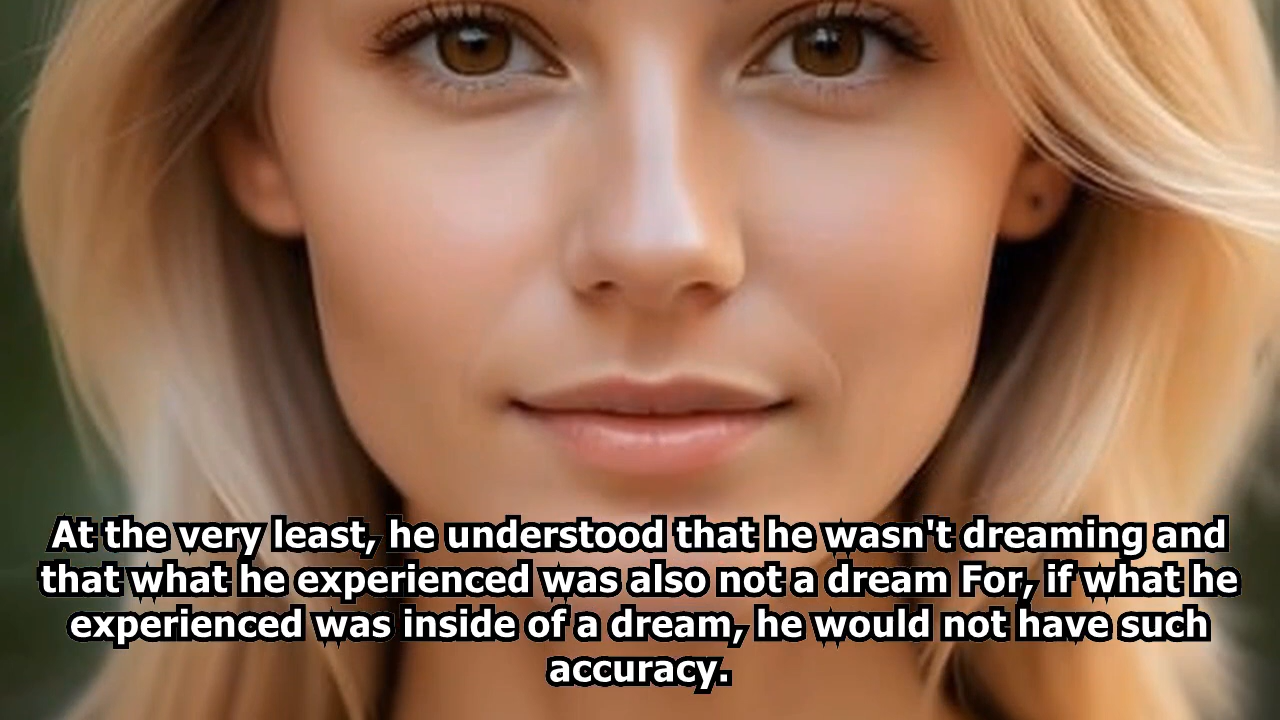 At the very least, he understood that he wasn't dreaming and
that what he experienced was also not a dream For, if what he
experienced was inside of a dream, he would not have such
accuracy.